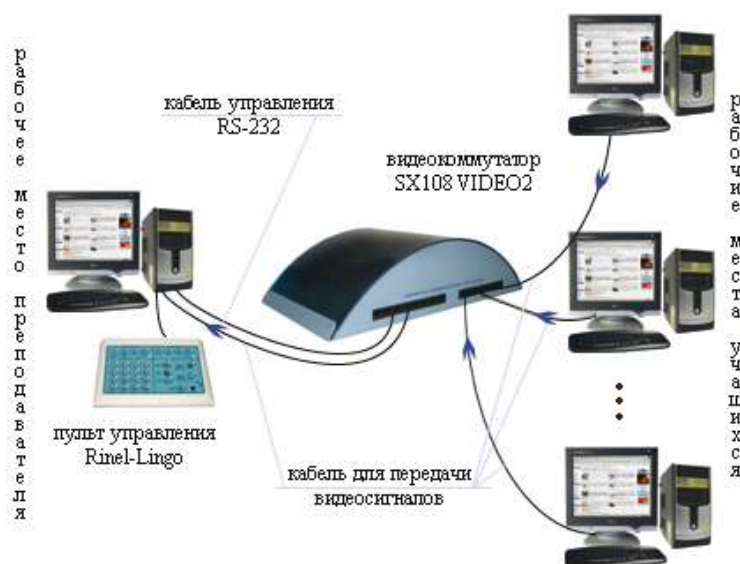 рабочее место преподавателя
кабель управления
RS-232
видеокоммутатор
SX108 VIDEO2
пульт управления
Rinel-Lingo
кабель для передачи
видеосигналов
рабочие места учащихся